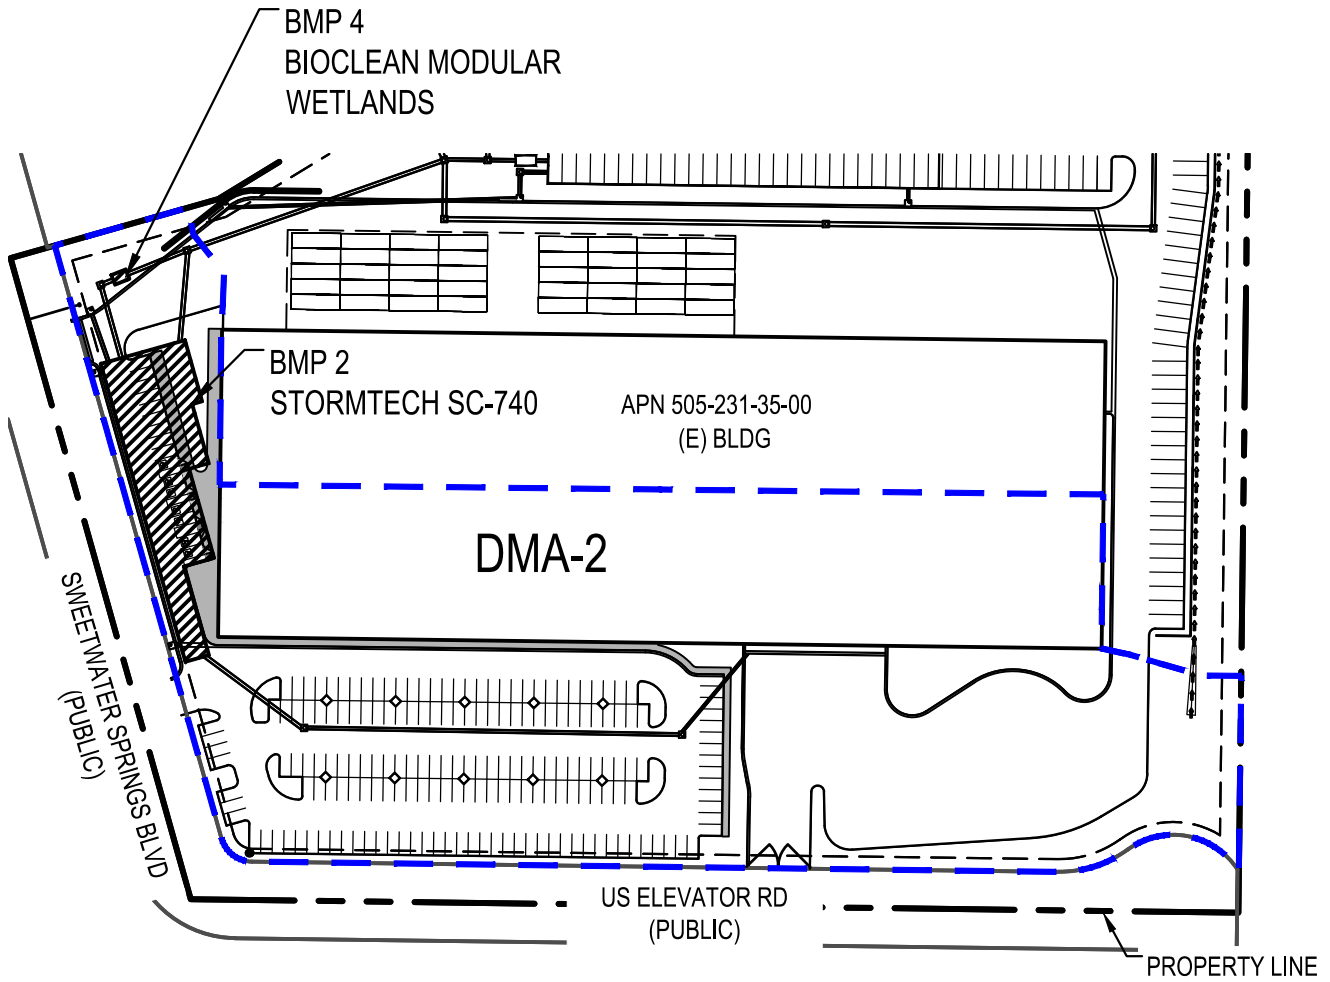 BMP 4
BIOCLEAN MODULAR
WETLANDS
BMP 2
STORMTECH SC-740
APN 505-231-35-00
(E) BLDG
DMA-2
SWEETWATER SPRINGS BLVD
(PUBLIC)
US ELEVATOR RD
(PUBLIC)
PROPERTY LINE